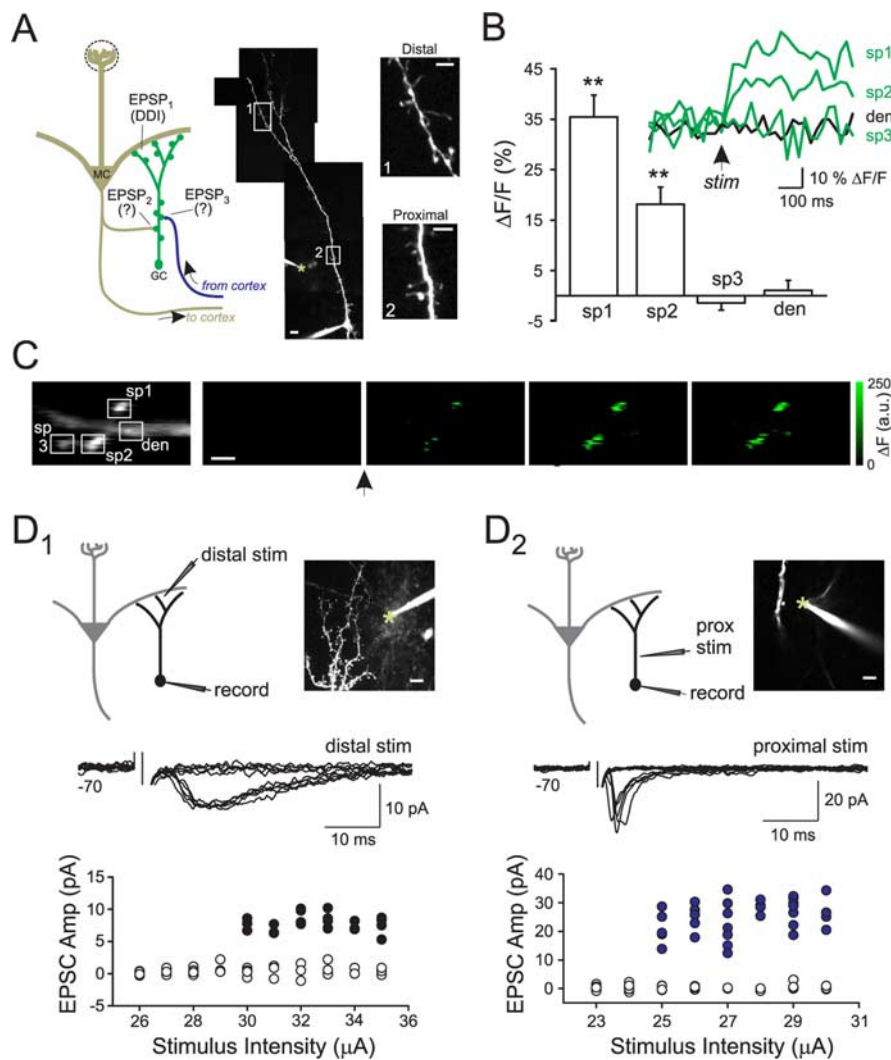 A
EPSP1
(DDI)
MC
EPSP2
(?)
EPSP3
(?)
GC
from cortex
to cortex
1
2
*
Distal
1
Proximal
2
B
ΔF/F (%)
45
35
25
15
5
-5
**
**
sp1
sp2
sp3
den
sp1
sp2
den
sp3
stim
10 % ΔF/F
100 ms
C
sp1
sp
3
sp2
den
250
ΔF (a.u.)
0
D1
distal stim
record
*
distal stim
-70
10 pA
10 ms
EPSC Amp (pA)
15
10
5
0
-5
26 28 30 32 34 36
Stimulus Intensity (μA)
D2
prox
stim
record
*
proximal stim
-70
20 pA
10 ms
EPSC Amp (pA)
40
30
20
10
0
23 25 27 29 31
Stimulus Intensity (μA)